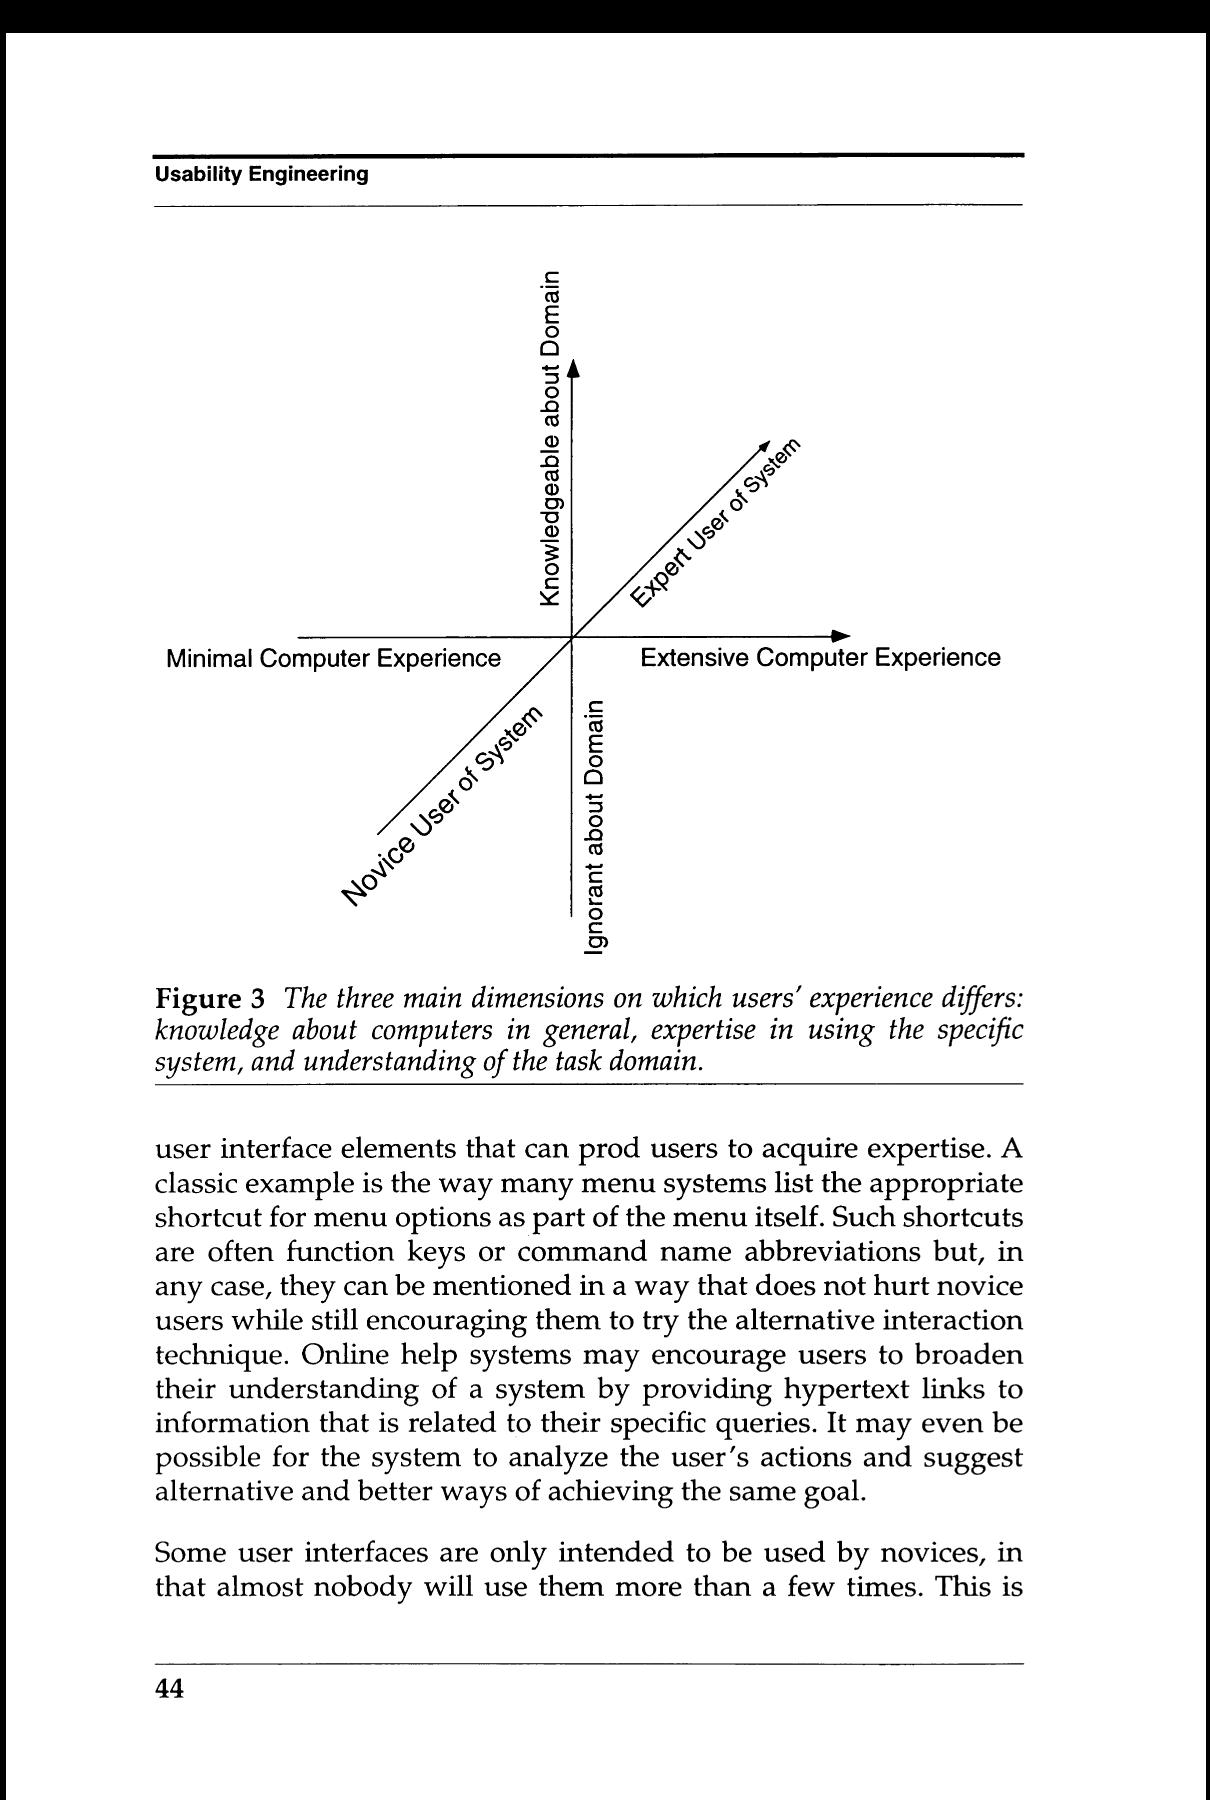 Usability Engineering
Knowledgeable about Domain
Expert User of System
Minimal Computer Experience
Extensive Computer Experience
Novice User of System
Ignorant about Domain
Figure 3 The three main dimensions on which users' experience differs:
knowledge about computers in general, expertise in using the specific
system, and understanding of the task domain.
user interface elements that can prod users to acquire expertise. A
classic example is the way many menu systems list the appropriate
shortcut for menu options as part of the menu itself. Such shortcuts
are often function keys or command name abbreviations but, in
any case, they can be mentioned in a way that does not hurt novice
users while still encouraging them to try the alternative interaction
technique. Online help systems may encourage users to broaden
their understanding of a system by providing hypertext links to
information that is related to their specific queries. It may even be
possible for the system to analyze the user's actions and suggest
alternative and better ways of achieving the same goal.
Some user interfaces are only intended to be used by novices, in
that almost nobody will use them more than a few times. This is
44